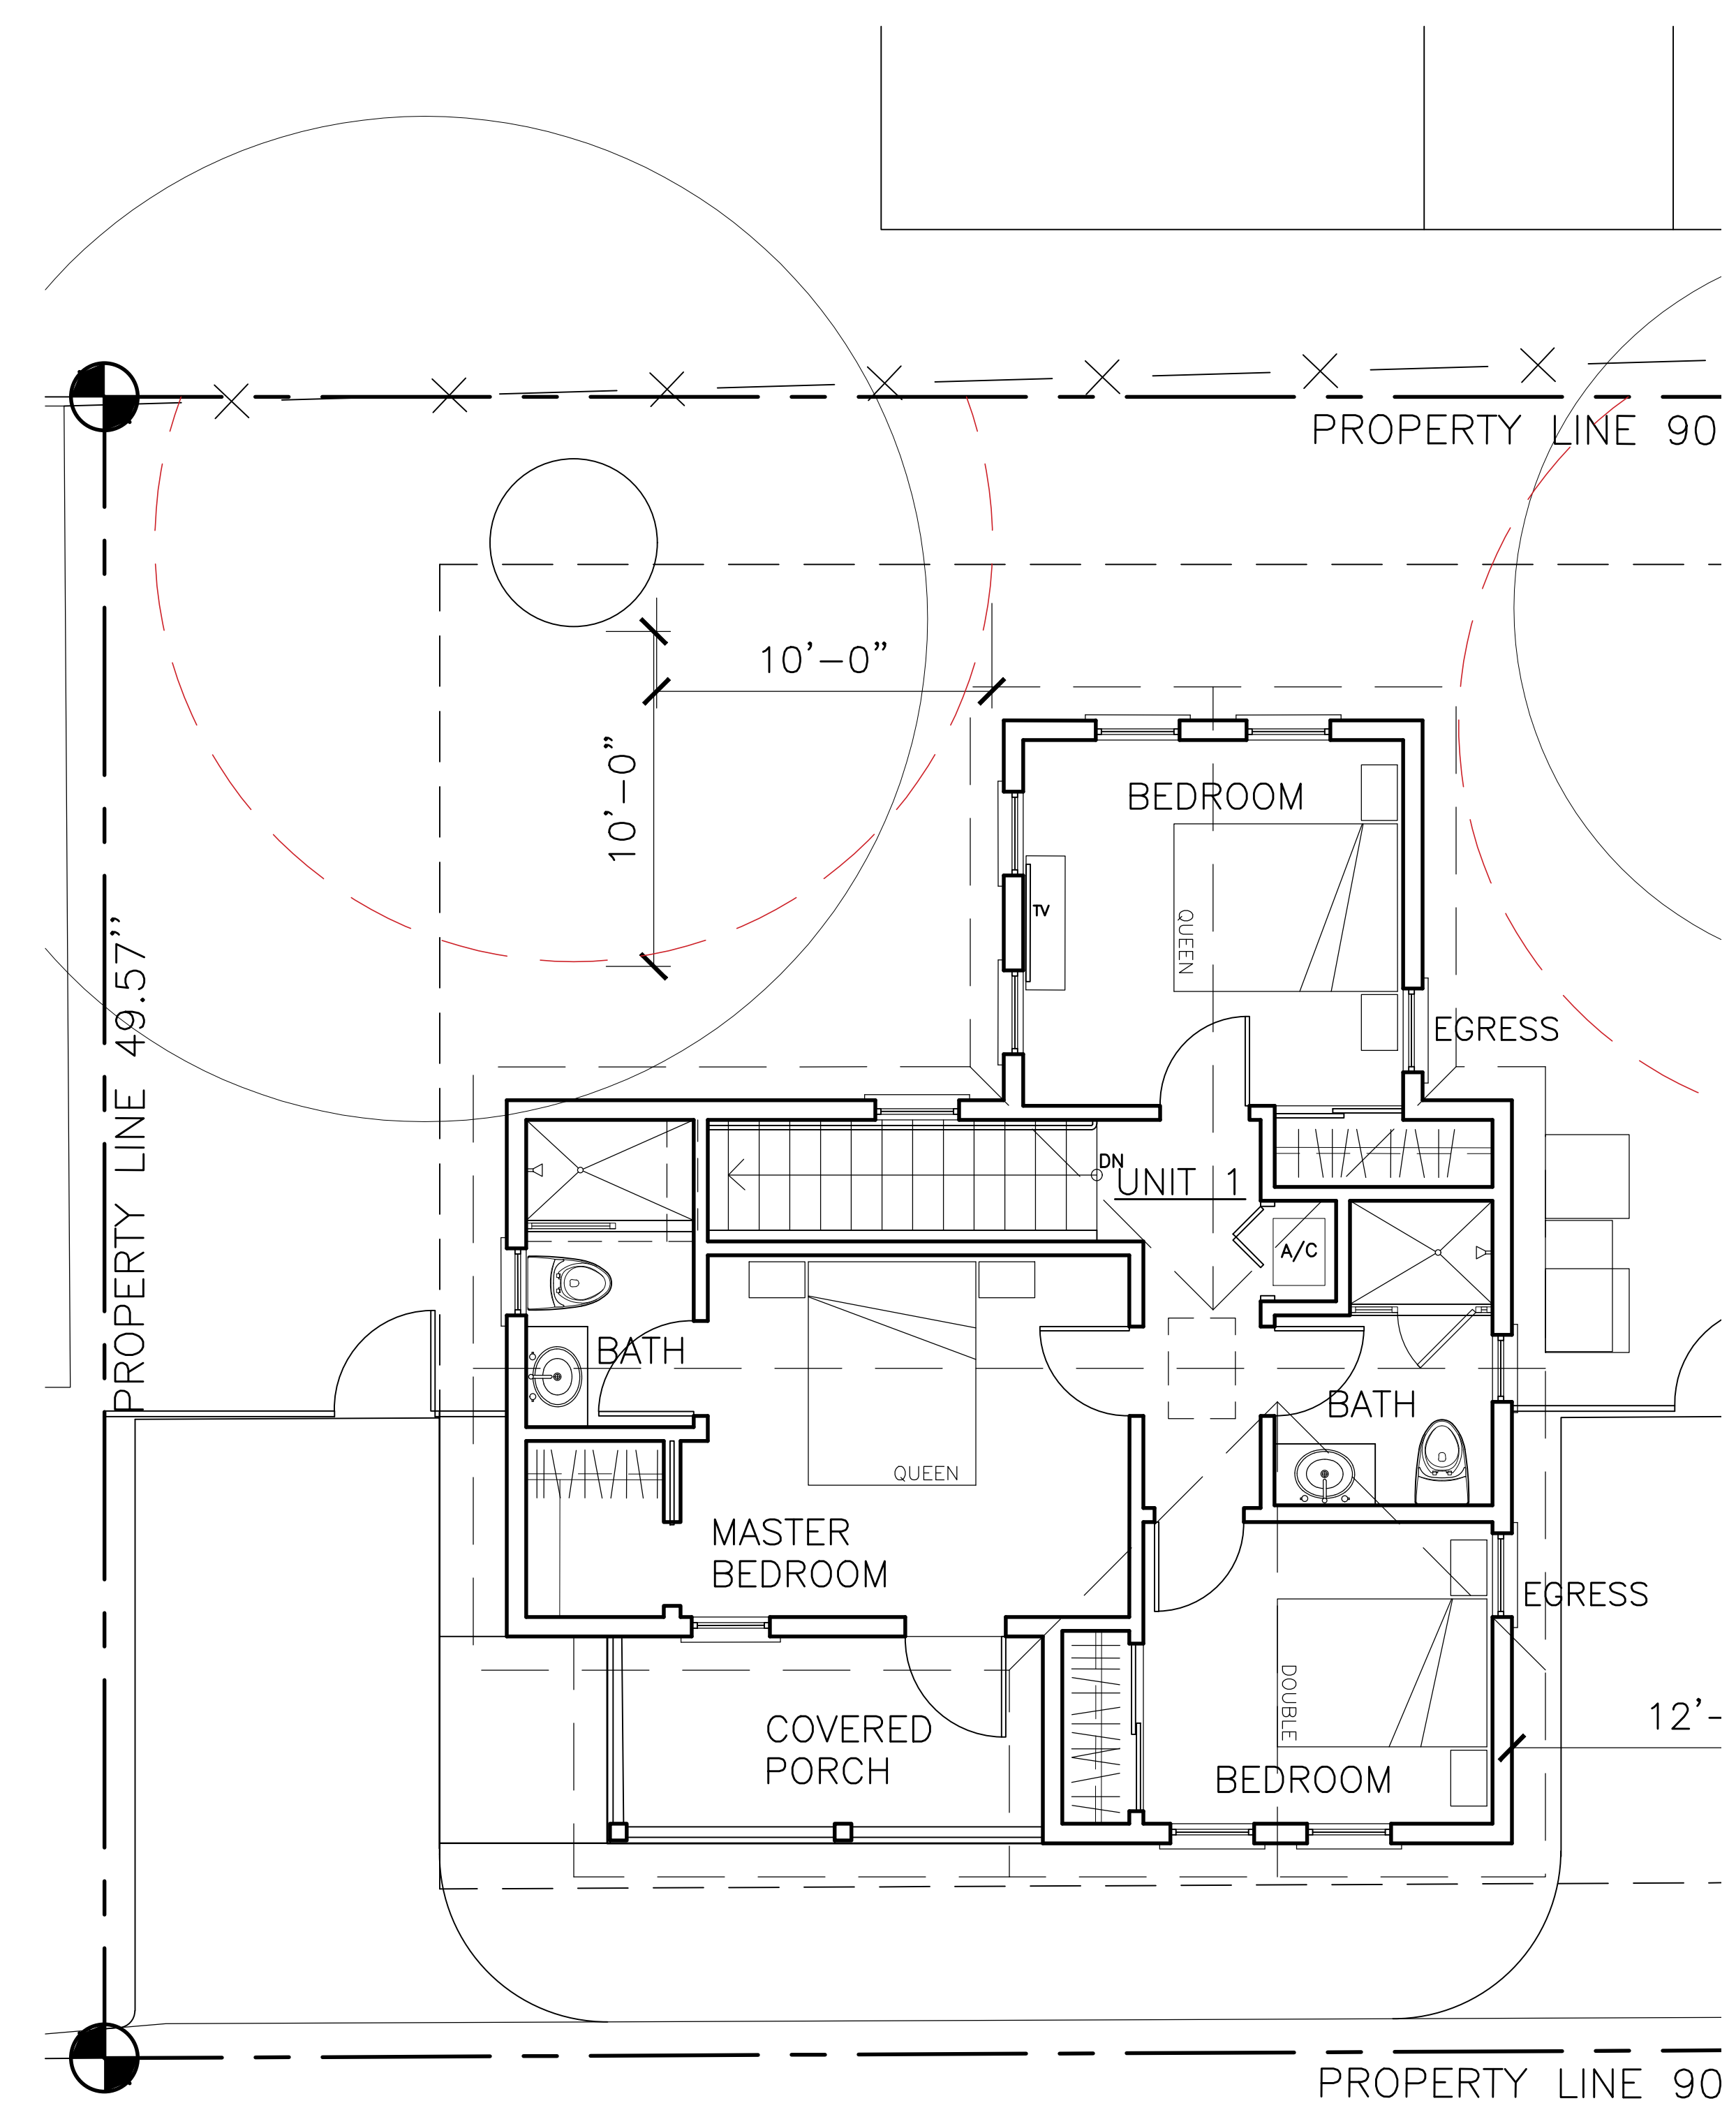 PROPERTY LINE 90
10’-0”
10’-0”
BEDROOM
TV
QUEEN
PROPERTY LINE 49.57’’
EGRESS
DN
UNIT 1
A/C
BATH
BATH
QUEEN
MASTER
BEDROOM
EGRESS
DOUBLE
12’-
COVERED
PORCH
BEDROOM
PROPERTY LINE 90